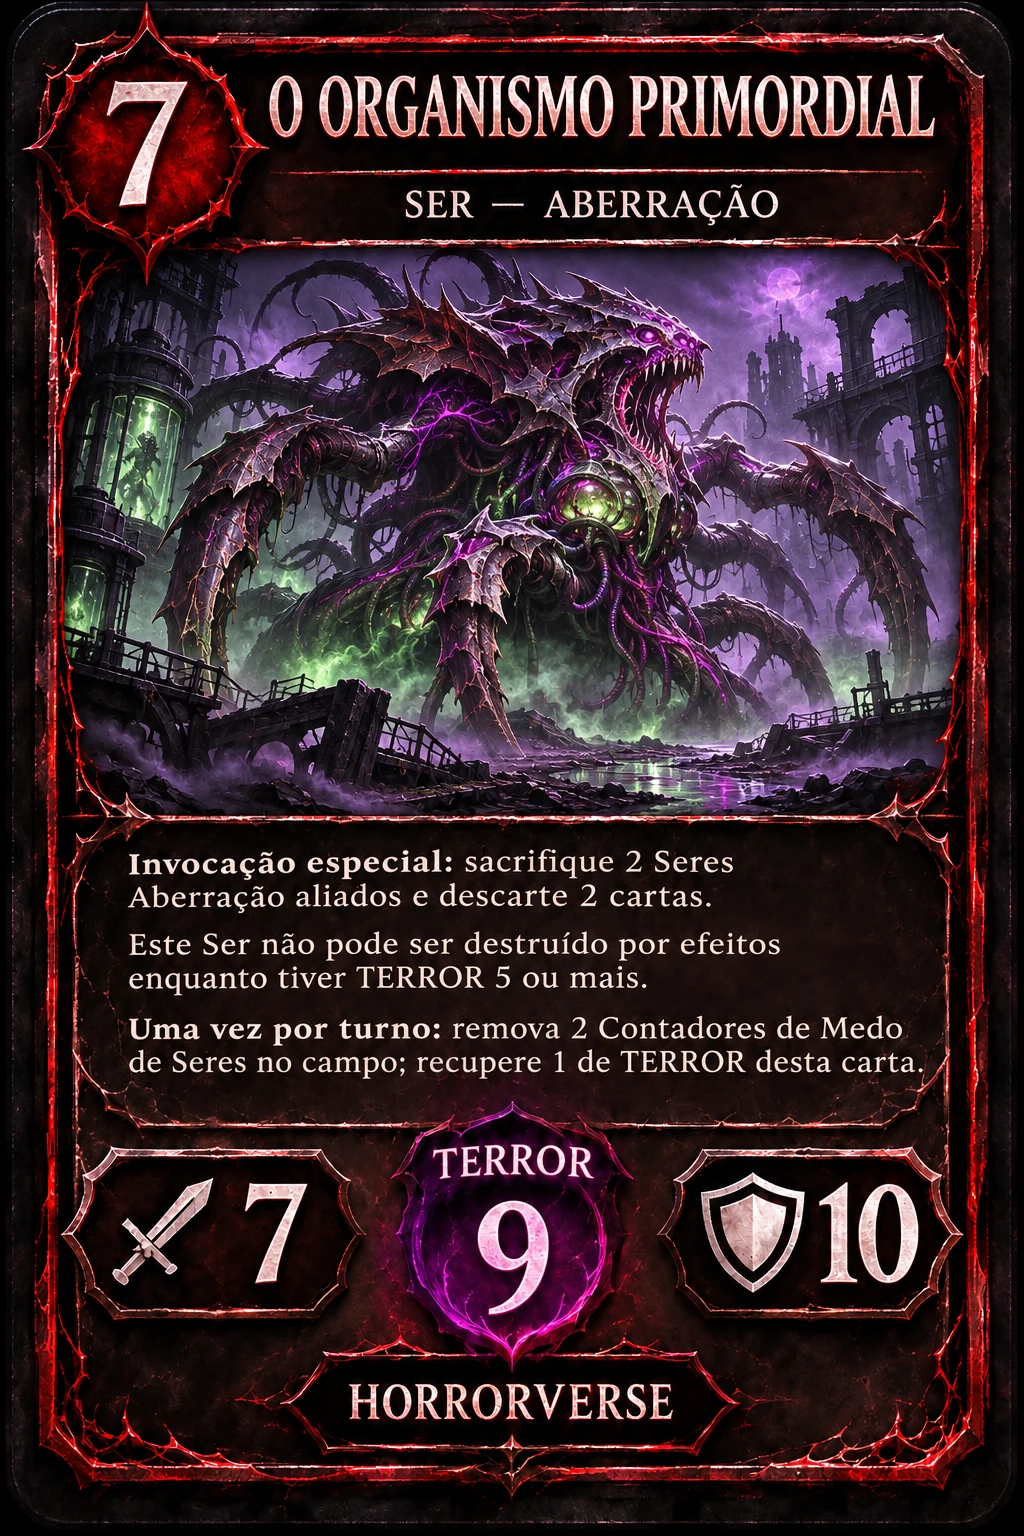 7
O ORGANISMO PRIMORDIAL
SER — ABERRAÇÃO
Invocação especial: sacrifique 2 Seres
Aberração aliados e descarte 2 cartas.
Este Ser não pode ser destruído por efeitos
enquanto tiver TERROR 5 ou mais.
Uma vez por turno: remova 2 Contadores de Medo
de Seres no campo; recupere 1 de TERROR desta carta.
7
TERROR
9
10
HORRORVERSE